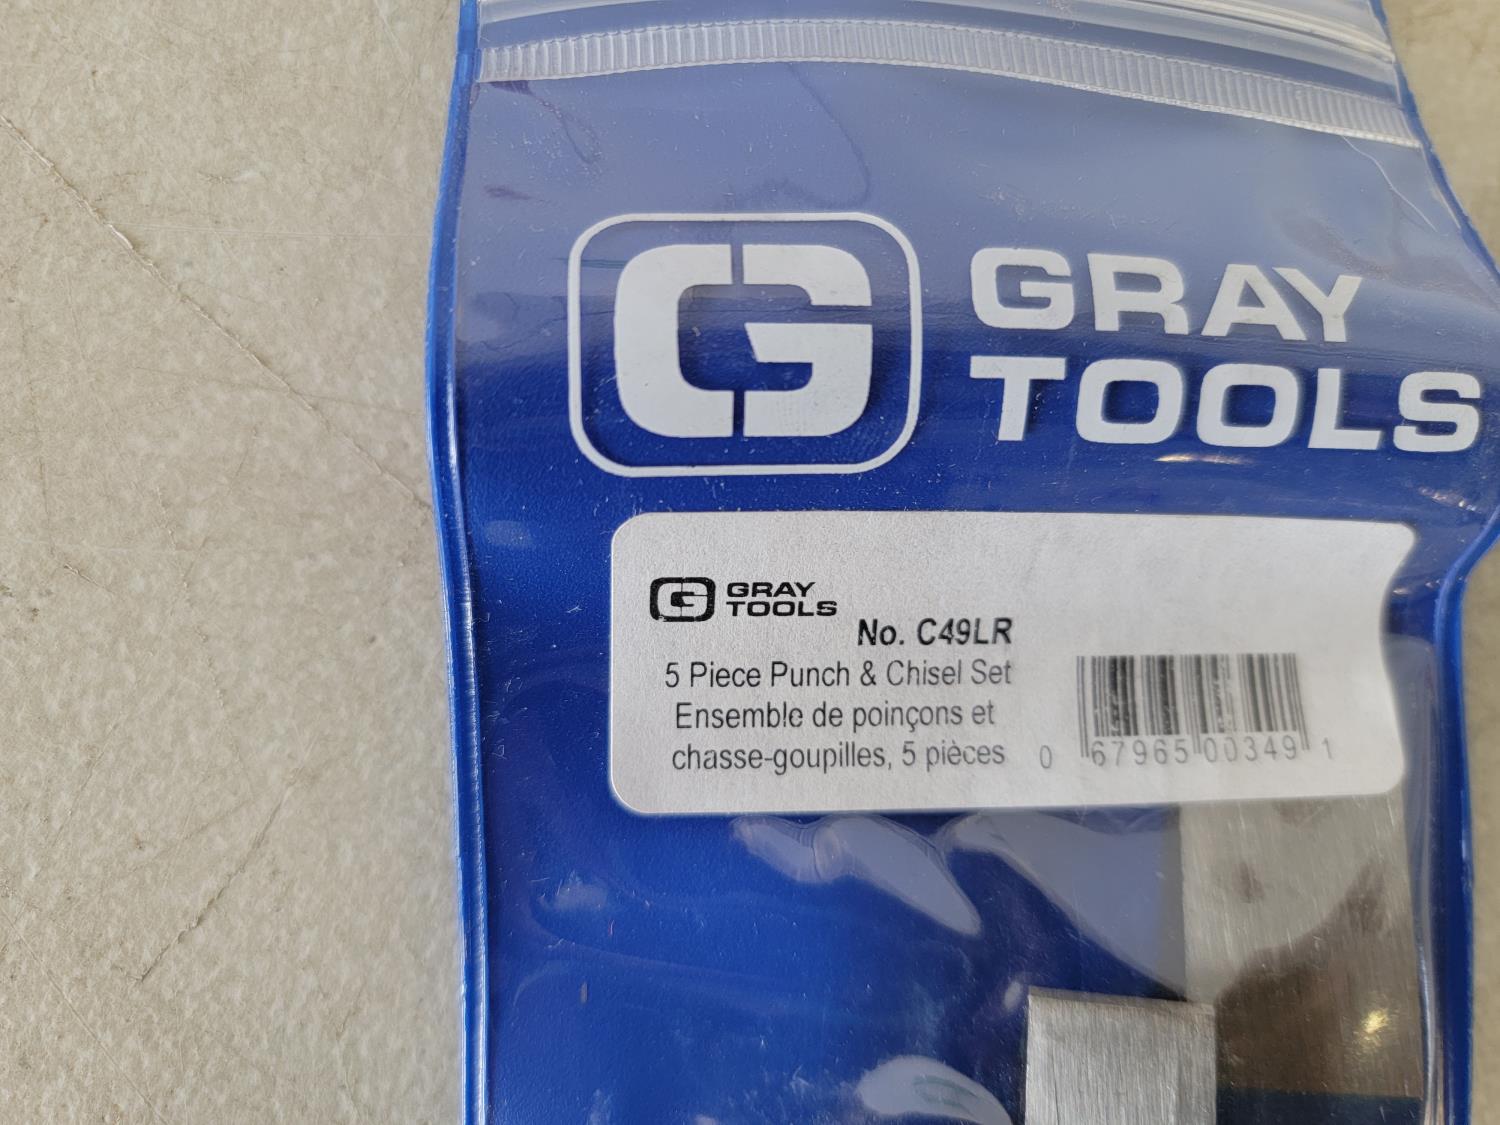 G GRAY
TOOLS
G GRAY
TOOLS
No. C49LR
5 Piece Punch & Chisel Set
Ensemble de poinçons et
chasse-goupilles, 5 pièces
0 67965 00349 1